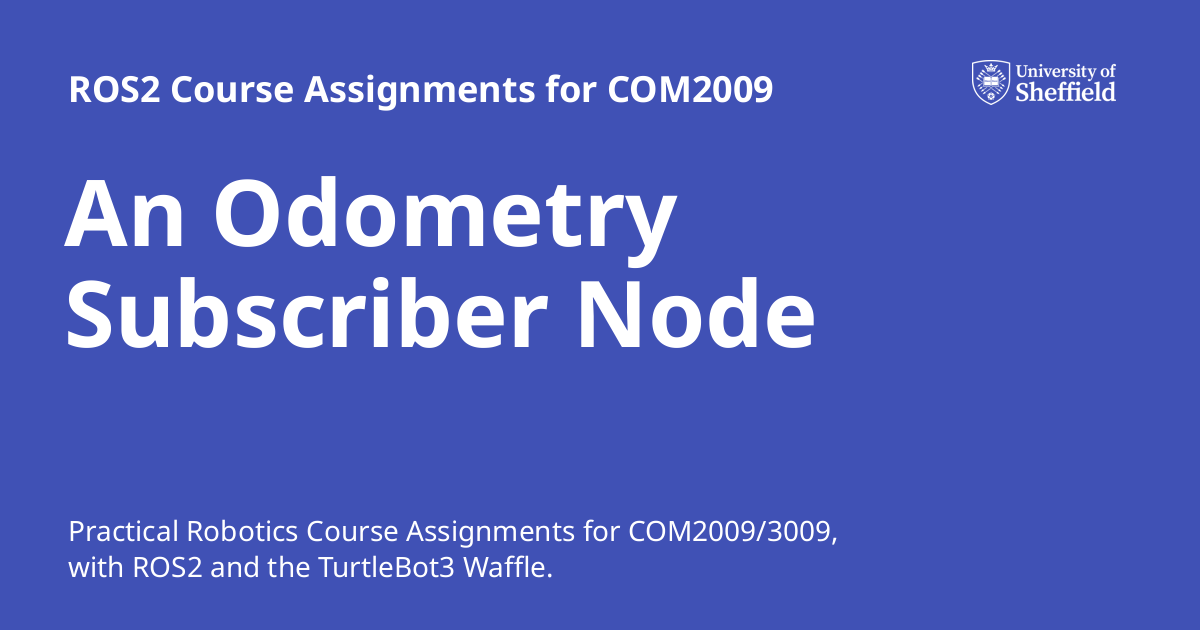 ROS2 Course Assignments for COM2009
University of
Sheffield
An Odometry
Subscriber Node
Practical Robotics Course Assignments for COM2009/3009,
with ROS2 and the TurtleBot3 Waffle.